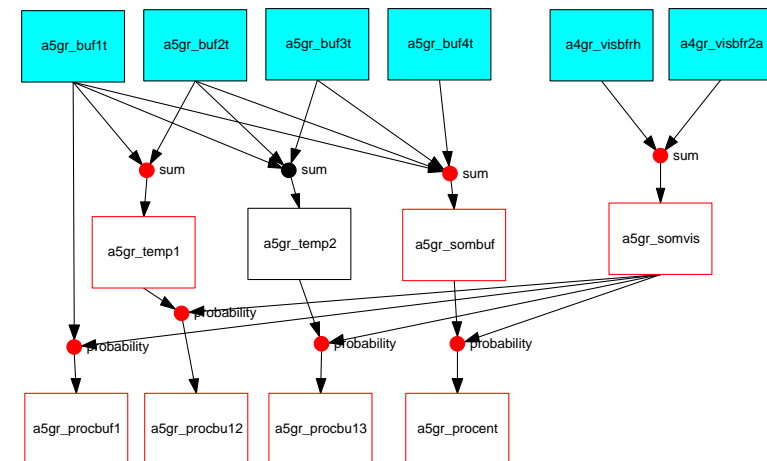 a5gr_buf1t
a5gr_buf2t
a5gr_buf3t
a5gr_buf4t
a4gr_visbfrh
a4gr_visbfr2a
sum
sum
sum
sum
a5gr_temp1
a5gr_temp2
a5gr_sombuf
a5gr_somvis
probability
probability
probability
probability
a5gr_procbuf1
a5gr_procbu12
a5gr_procbu13
a5gr_procent